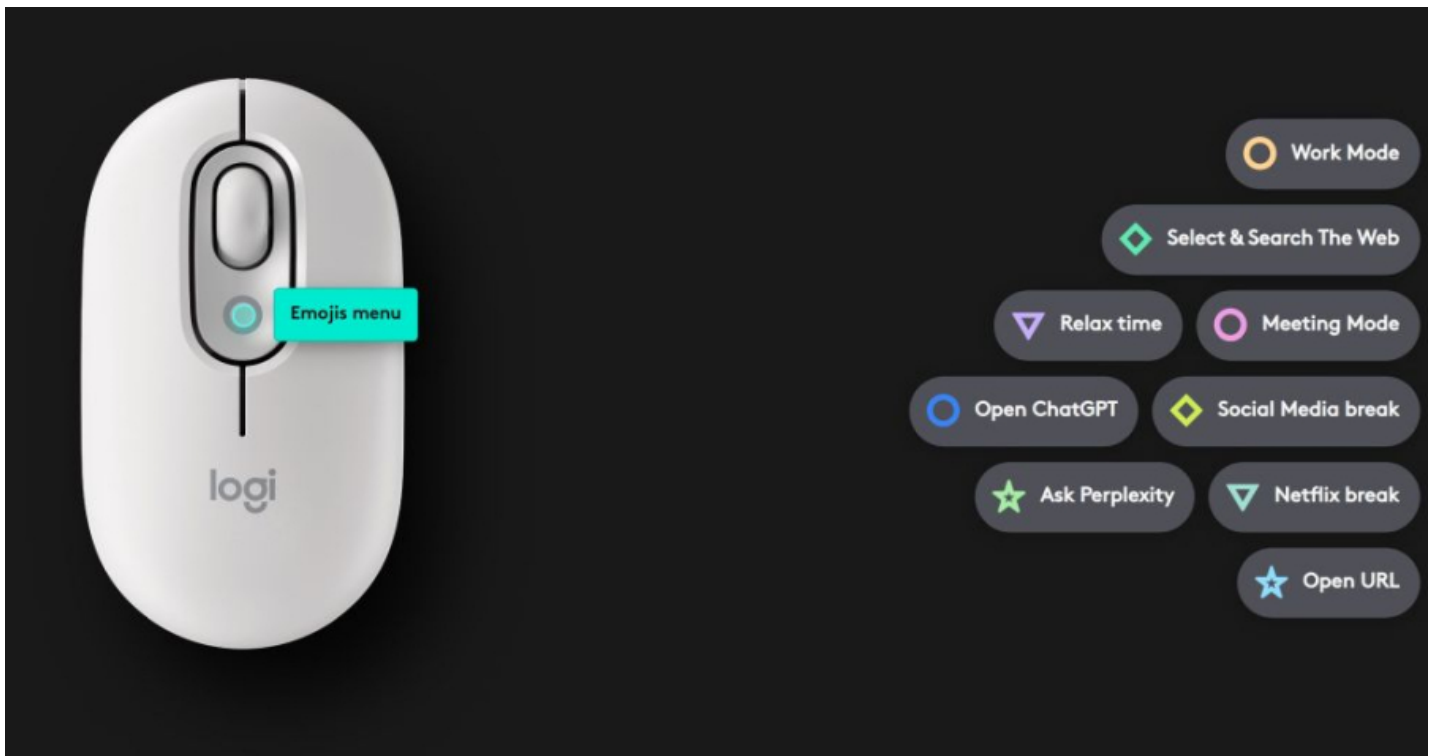 Work Mode
Select & Search The Web
Emojis menu
Relax time
Meeting Mode
Open ChatGPT
Social Media break
logi
Ask Perplexity
Netflix break
Open URL